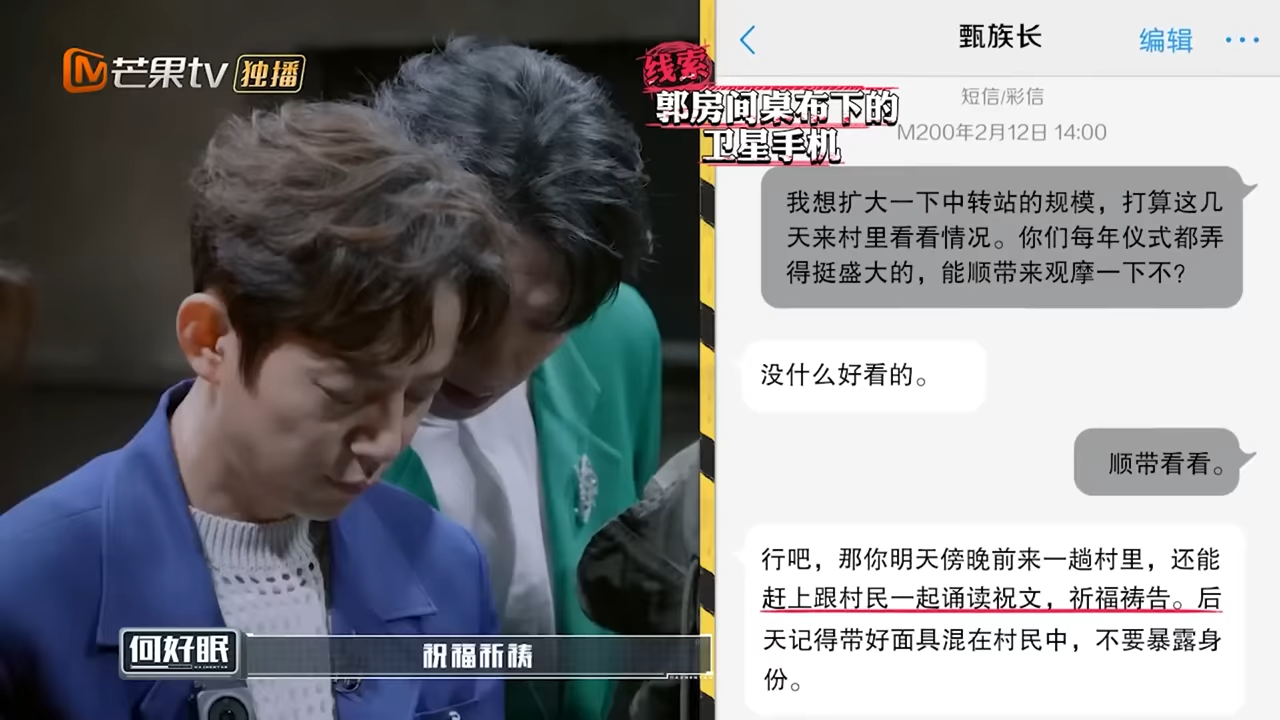 芒果tv 独播
线索
郭房间桌布下的
卫星手机
甄族长
编辑
短信/彩信
M200年2月12日 14:00
我想扩大一下中转站的规模，打算这几
天来村里看看情况。你们每年仪式都弄
得挺盛大的，能顺带来观摩一下不？
没什么好看的。
顺带看看。
行吧，那你明天傍晚前来一趟村里，还能
赶上跟村民一起诵读祝文，祈福祷告。后
天记得带好面具混在村民中，不要暴露身
份。
何好眠
祝福祈祷